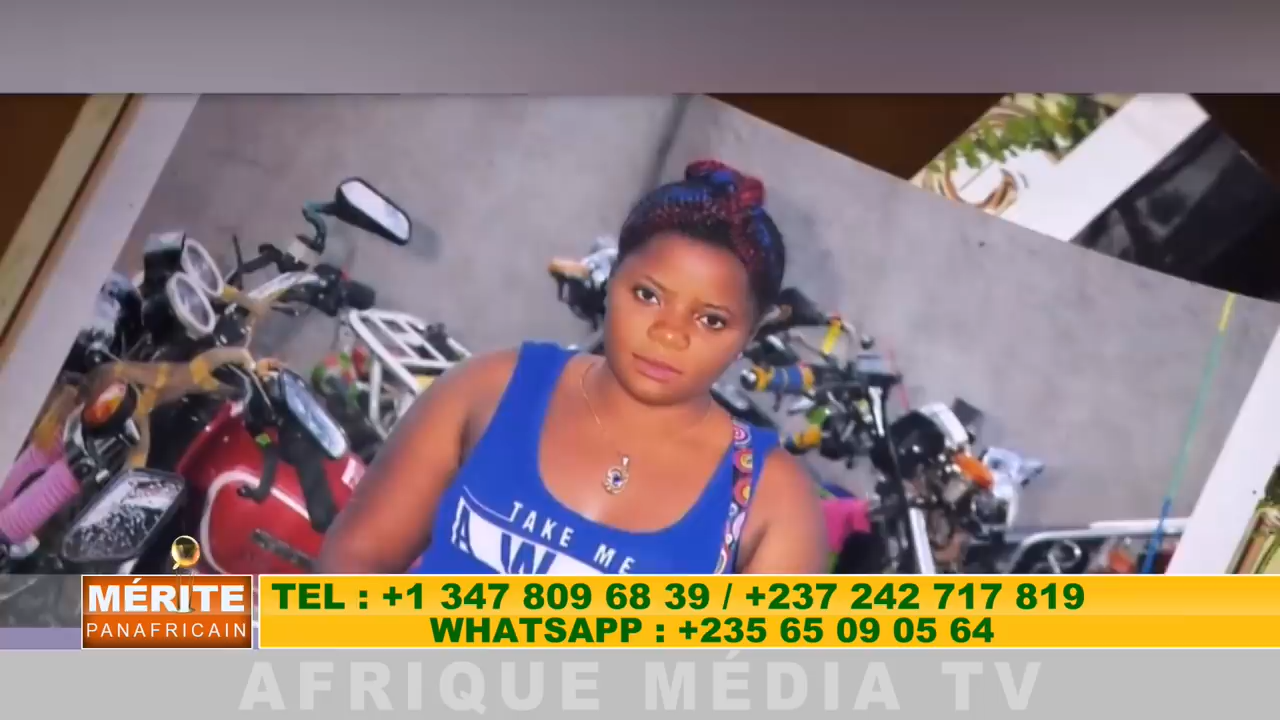 TAKE ME
MÉRITE
PANAFRICAIN
TEL : +1 347 809 68 39 / +237 242 717 819
WHATSAPP : +235 65 09 05 64
AFRIQUE MÉDIA TV